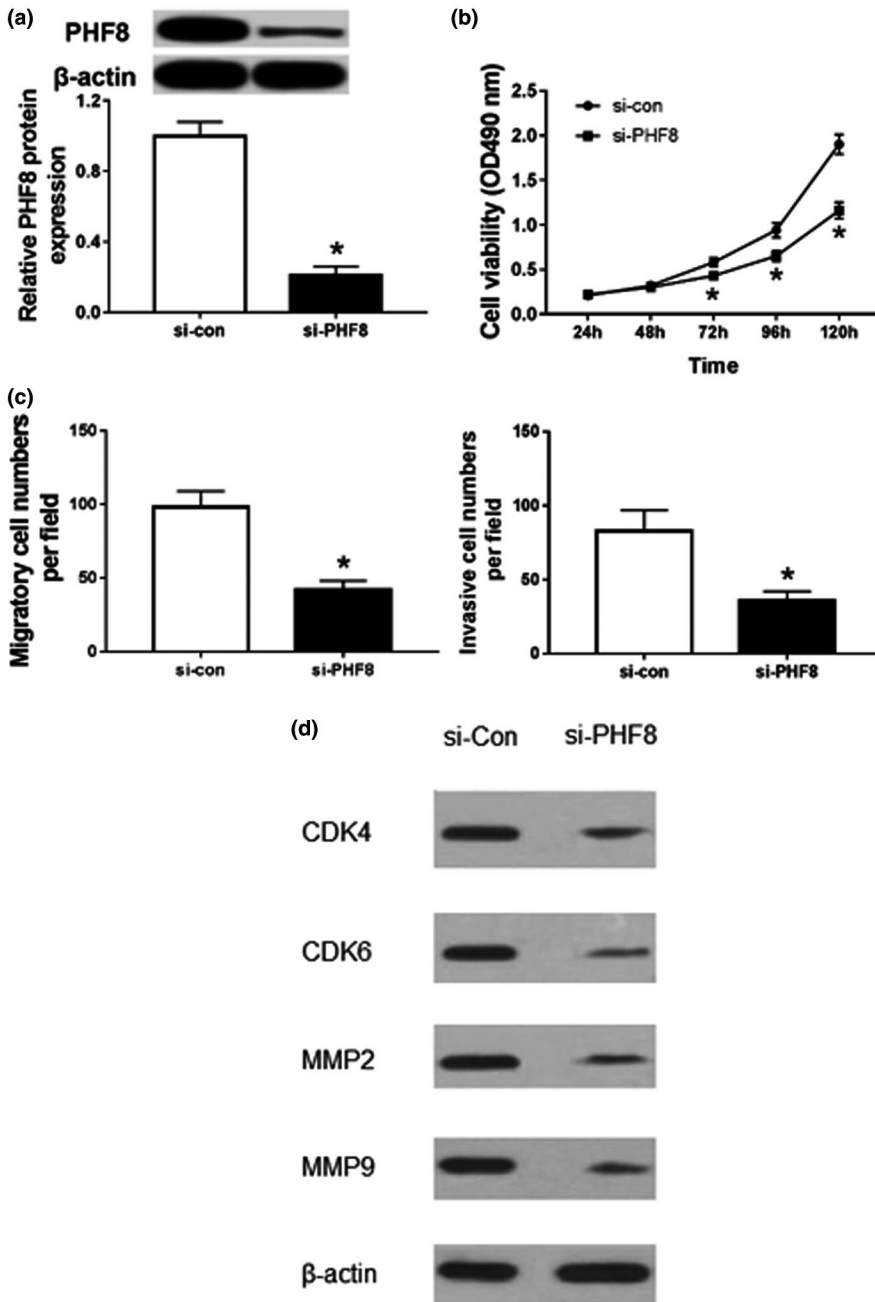 (a)
PHF8
β-actin
Relative PHF8 protein
expression
1.2
0.8
0.4
0.0
*
si-con
si-PHF8
(b)
Cell viability (OD490 nm)
2.5
2.0
1.5
1.0
0.5
0.0
si-con
si-PHF8
*
*
*
24h
48h
72h
96h
120h
Time
(c)
Migratory cell numbers
per field
150
100
50
0
*
si-con
si-PHF8
Invasive cell numbers
per field
150
100
50
0
*
si-con
si-PHF8
(d)
si-Con
si-PHF8
CDK4
CDK6
MMP2
MMP9
β-actin